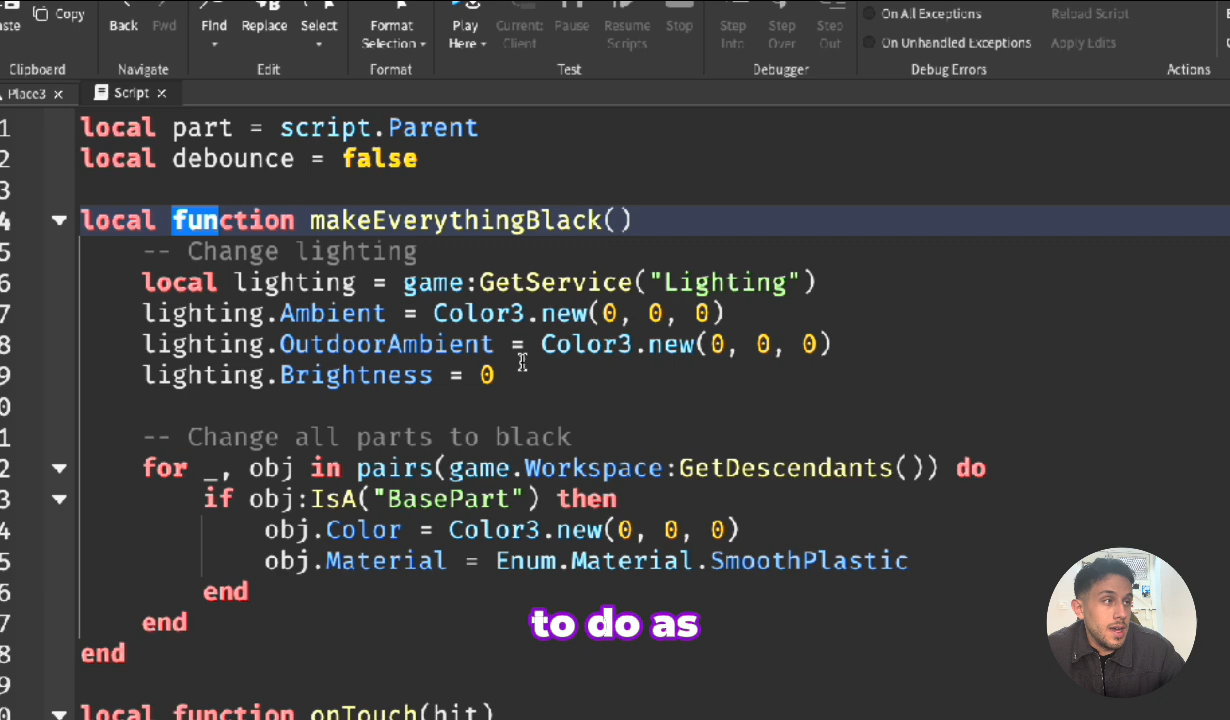 Copy
Back Fwd
Find Replace Select
Format Selection
Play Here
Current: Client
Pause
Resume Scripts
Stop
Step Into
Step Over
Step Out
On All Exceptions
On Unhandled Exceptions
Reload Script
Apply Edits
Clipboard Navigate Edit Format Test Debugger Debug Errors Actions
Place3 × Script ×
1 local part = script.Parent
2 local debounce = false
3
4 local function makeEverythingBlack()
5 -- Change lighting
6 local lighting = game:GetService("Lighting")
7 lighting.Ambient = Color3.new(0, 0, 0)
8 lighting.OutdoorAmbient = Color3.new(0, 0, 0)
9 lighting.Brightness = 0
0
1 -- Change all parts to black
2 for _, obj in pairs(game.Workspace:GetDescendants()) do
3 if obj:IsA("BasePart") then
4 obj.Color = Color3.new(0, 0, 0)
5 obj.Material = Enum.Material.SmoothPlastic
6 end
7 end
8 end
9
0 local function onTouch(hit)
to do as